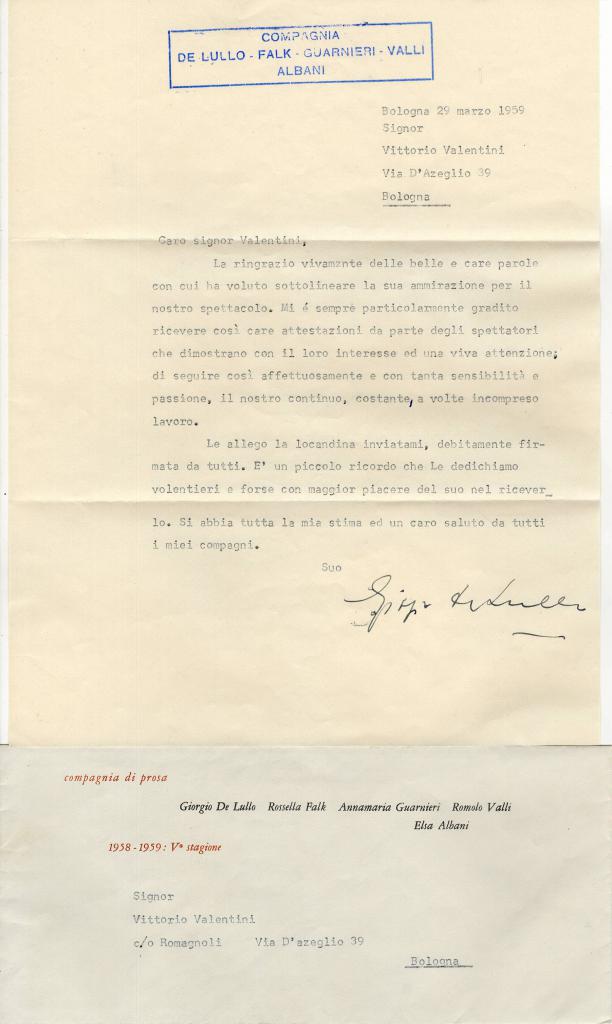 COMPAGNIA
DE LULLO - FALK - GUARNIERI - VALLI
ALBANI
Bologna 29 marzo 1959
Signor
Vittorio Valentini
Via D'Azeglio 39
Bologna
Caro signor Valentini,
La ringrazio vivamznte delle belle e care parole
con cui ha voluto sottolineare la sua ammirazione per il
nostro spettacolo. Mi é sempre particolarmente gradito
ricevere così care attestazioni da parte degli spettatori
che dimostrano con il loro interesse ed una viva attenzione;
di seguire così affettuosamente e con tanta sensibilità e
passione, il nostro continuo, costante, a volte incompreso
lavoro.
Le allego la locandina inviatami, debitamente fir-
mata da tutti. E' un piccolo ricordo che Le dedichiamo
volentieri e forse con maggior piacere del suo nel ricever_
lo. Si abbia tutta la mia stima ed un caro saluto da tutti
i miei compagni.
Suo
Giorgio De Lullo
compagnia di prosa
Giorgio De Lullo Rossella Falk Annamaria Guarnieri Romolo Valli
Elsa Albani
1958-1959: Vª stagione
Signor
Vittorio Valentini
c/o Romagnoli Via D'azeglio 39
Bologna